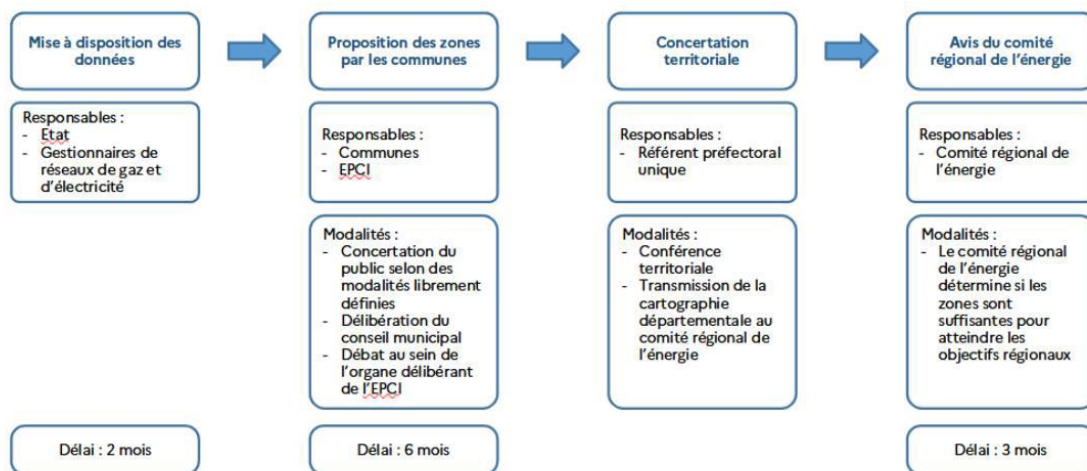 Mise à disposition des
données
Proposition des zones
par les communes
Concertation
territoriale
Avis du comité
régional de l'énergie
Responsables :
- Etat
- Gestionnaires de
réseaux de gaz et
d'électricité
Responsables :
- Communes
- EPCI
Responsables :
- Référent préfectoral
unique
Responsables :
- Comité régional de
l'énergie
Modalités :
- Concertation du
public selon des
modalités librement
définies
- Délibération du
conseil municipal
- Débat au sein de
l'organe délibérant
de l'EPCI
Modalités :
- Conférence
territoriale
- Transmission de la
cartographie
départementale au
comité régional de
l'énergie
Modalités :
- Le comité régional
de l'énergie
détermine si les
zones sont
suffisantes pour
atteindre les
objectifs régionaux
Délai : 2 mois
Délai : 6 mois
Délai : 3 mois